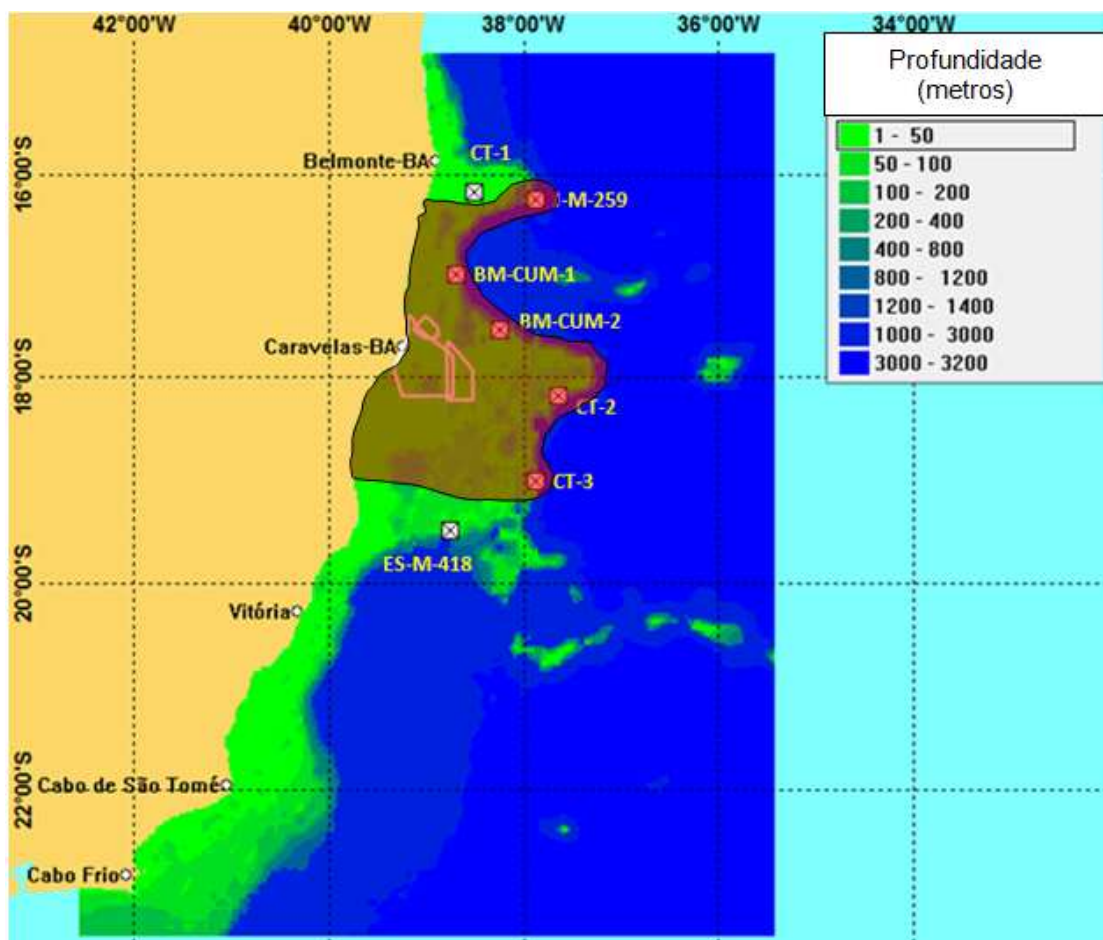 42°00'W 40°00'W 38°00'W 36°00'W 34°00'W
Profundidade
(metros)
1 - 50
50 - 100
100 - 200
200 - 400
400 - 800
800 - 1200
1200 - 1400
1000 - 3000
3000 - 3200
16°00'S
18°00'S
20°00'S
22°00'S
Belmonte-BA
CT-1
-M-259
BM-CUM-1
BM-CUM-2
Caravelas-BA
CT-2
CT-3
ES-M-418
Vitória
Cabo de São Tomé
Cabo Frio